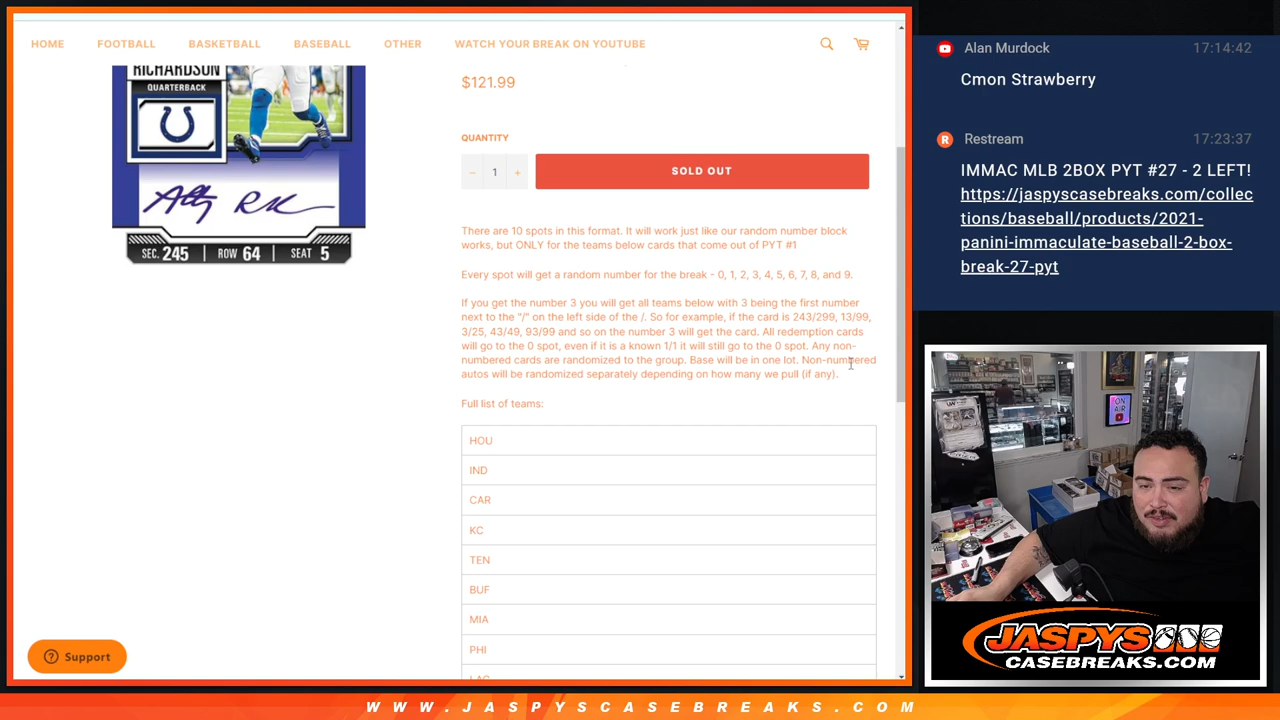 HOME FOOTBALL BASKETBALL BASEBALL OTHER WATCH YOUR BREAK ON YOUTUBE
RICHARDSON
QUARTERBACK
SEC. 245 ROW 64 SEAT 5
$121.99
QUANTITY
− 1 +
SOLD OUT
There are 10 spots in this format. It will work just like our random number block
works, but ONLY for the teams below cards that come out of PYT #1
Every spot will get a random number for the break - 0, 1, 2, 3, 4, 5, 6, 7, 8, and 9.
If you get the number 3 you will get all teams below with 3 being the first number
next to the "/" on the left side of the /. So for example, if the card is 243/299, 13/99,
3/25, 43/49, 93/99 and so on the number 3 will get the card. All redemption cards
will go to the 0 spot, even if it is a known 1/1 it will still go to the 0 spot. Any non-
numbered cards are randomized to the group. Base will be in one lot. Non-numbered
autos will be randomized separately depending on how many we pull (if any).
Full list of teams:
HOU
IND
CAR
KC
TEN
BUF
MIA
PHI
Support
Alan Murdock 17:14:42
Cmon Strawberry
Restream 17:23:37
IMMAC MLB 2BOX PYT #27 - 2 LEFT!
https://jaspyscasebreaks.com/collec
tions/baseball/products/2021-
panini-immaculate-baseball-2-box-
break-27-pyt
ON
AIR
JASPYS
CASEBREAKS.COM
WWW.JASPYSCASEBREAKS.COM